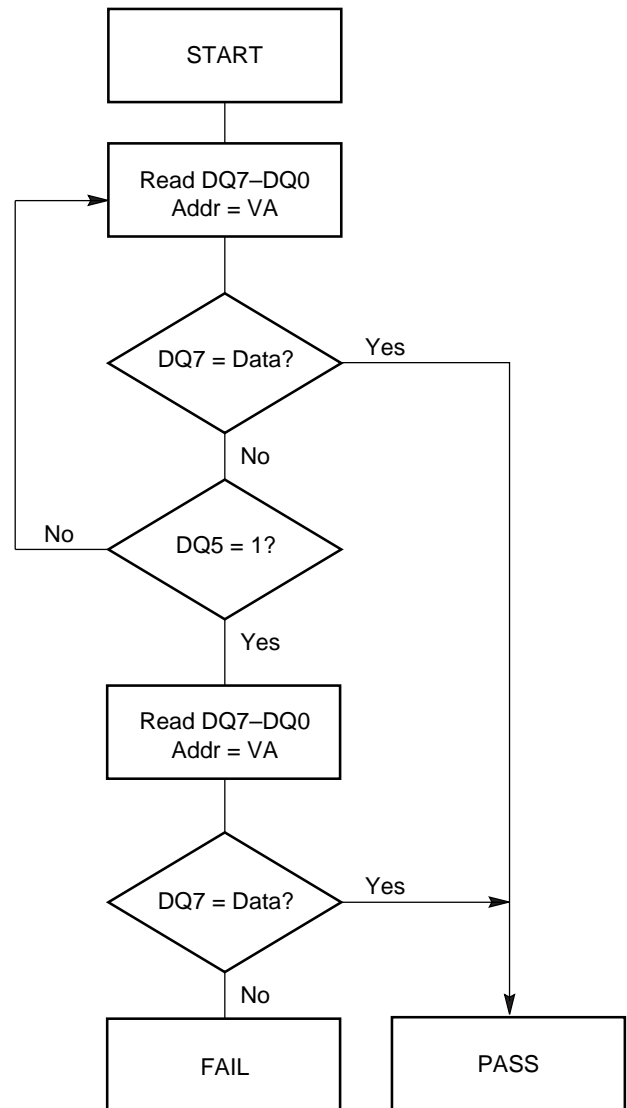 START
Read DQ7–DQ0
Addr = VA
DQ7 = Data?
Yes
No
No
DQ5 = 1?
Yes
Read DQ7–DQ0
Addr = VA
DQ7 = Data?
Yes
No
FAIL
PASS